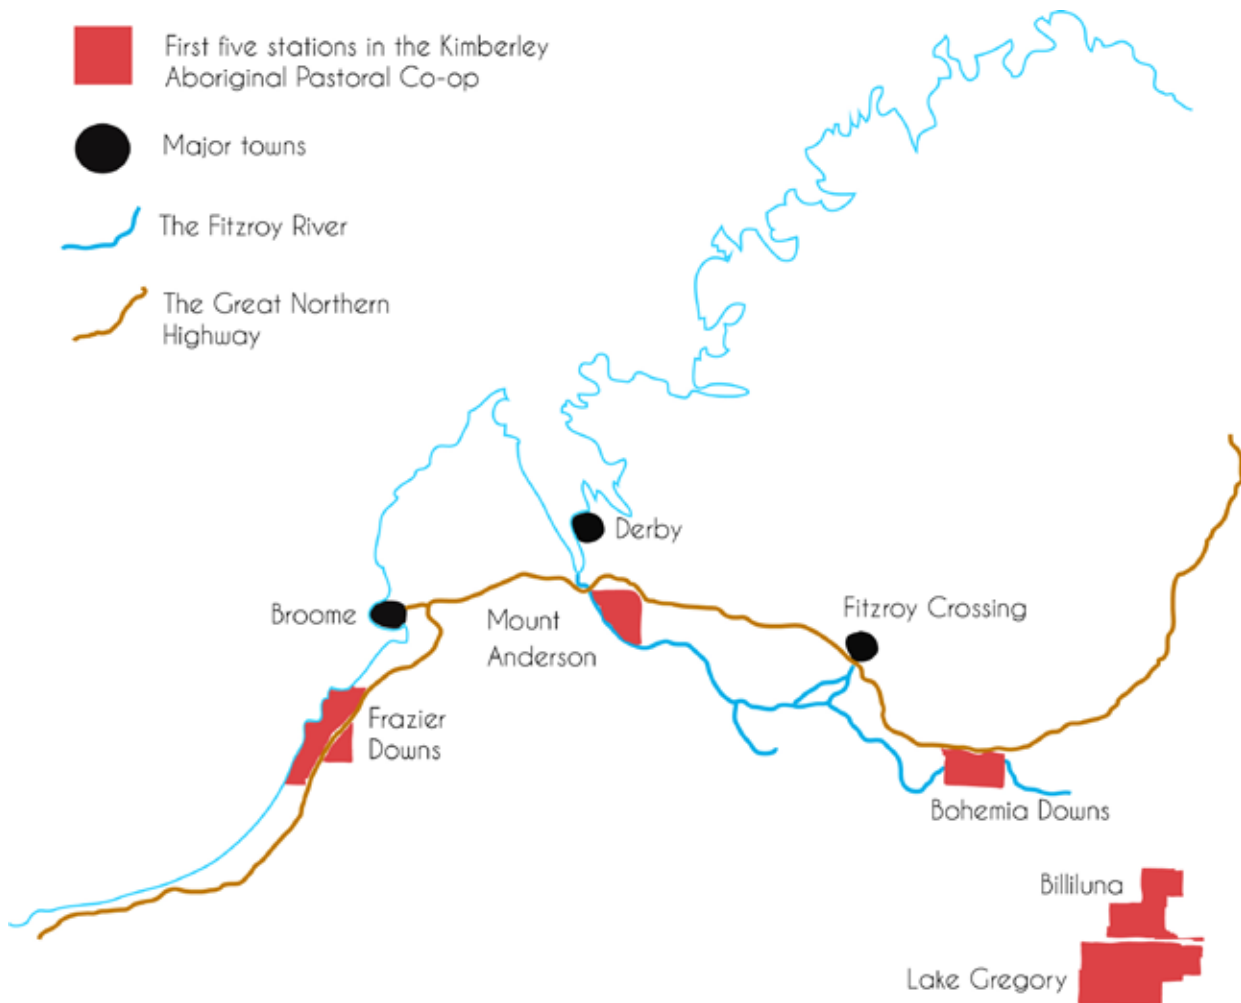 First five stations in the Kimberley
Aboriginal Pastoral Co-op
Major towns
The Fitzroy River
The Great Northern
Highway
Derby
Broome
Mount
Anderson
Fitzroy Crossing
Frazier
Downs
Bohemia Downs
Billiluna
Lake Gregory